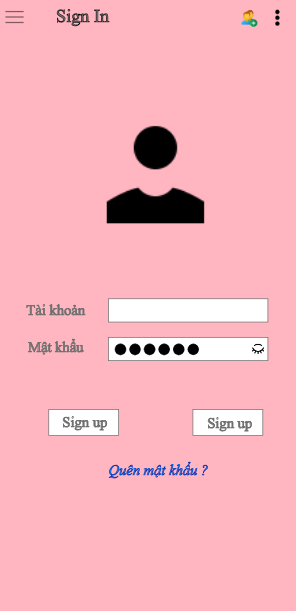 Sign In
Tài khoản
Mật khẩu
Sign up
Sign up
Quên mật khẩu ?